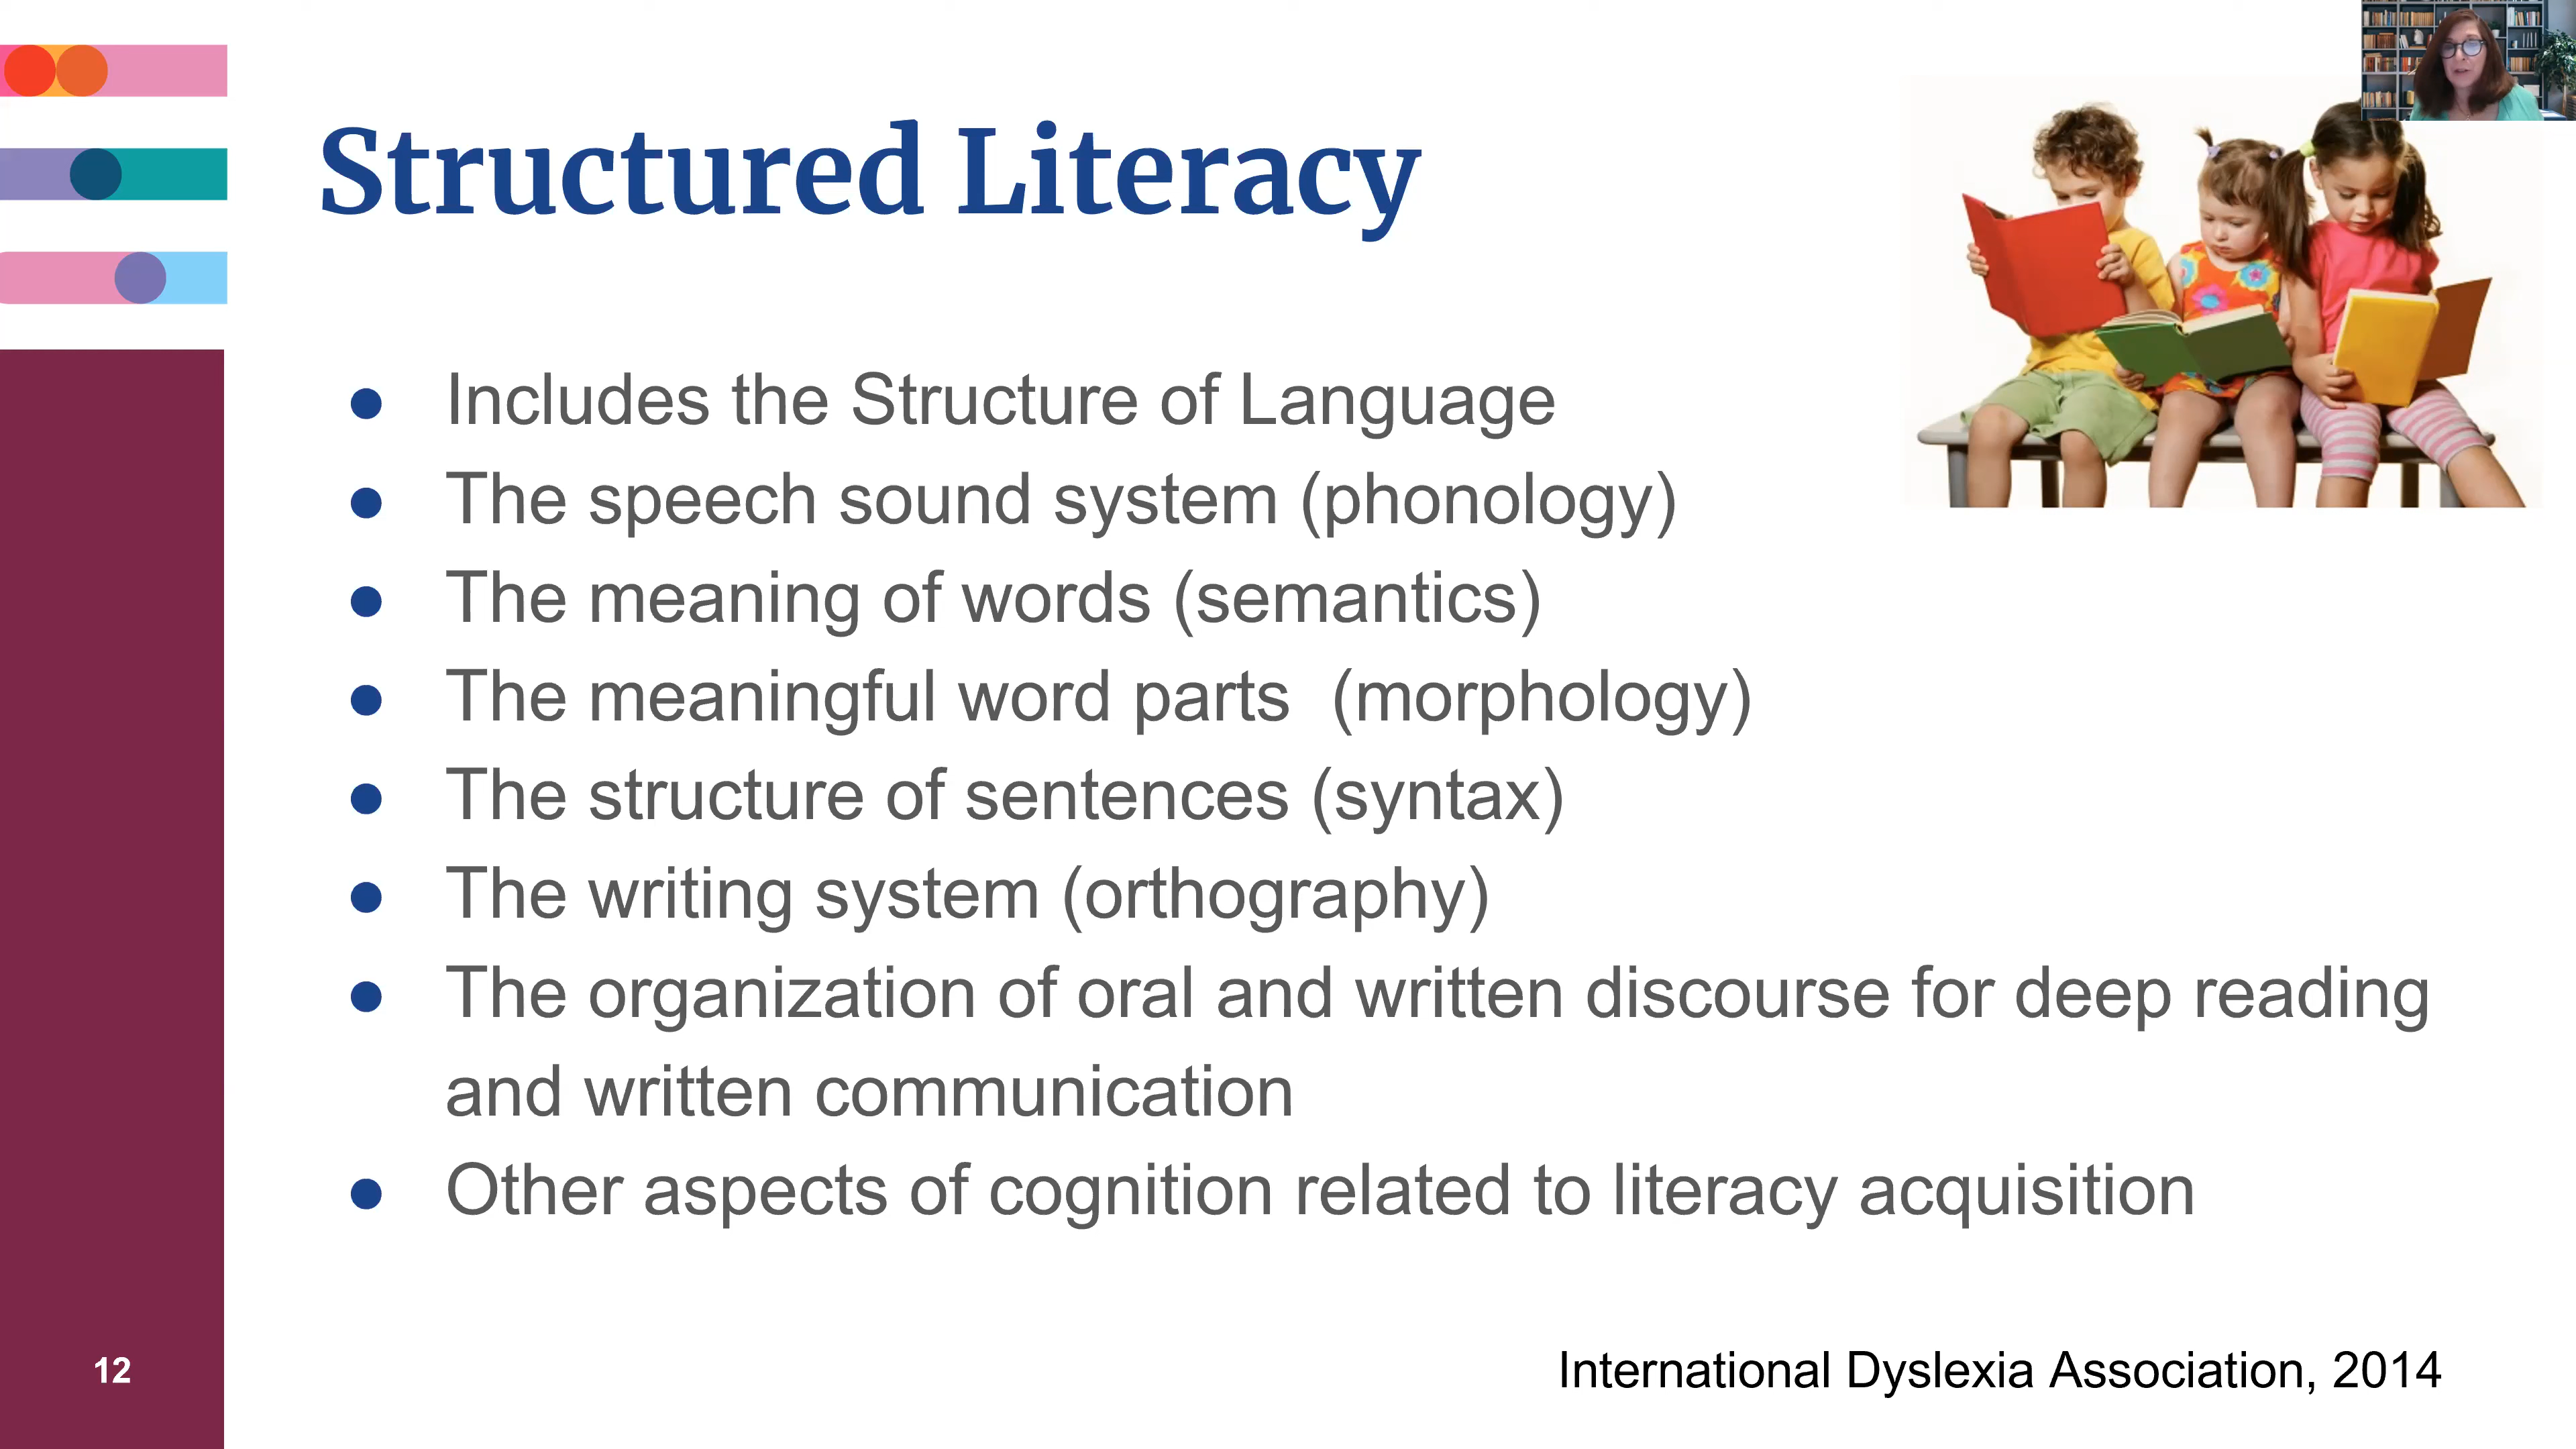 Structured Literacy
● Includes the Structure of Language
● The speech sound system (phonology)
● The meaning of words (semantics)
● The meaningful word parts  (morphology)
● The structure of sentences (syntax)
● The writing system (orthography)
● The organization of oral and written discourse for deep reading
and written communication
● Other aspects of cognition related to literacy acquisition
12
International Dyslexia Association, 2014